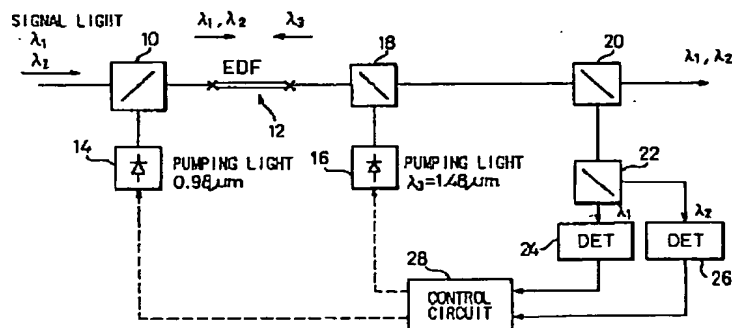 SIGNAL LIGHT
λ₁
λ₂
10
λ₁, λ₂
λ₃
EDF
12
18
20
λ₁, λ₂
14
PUMPING LIGHT
0.98μm
16
PUMPING LIGHT
λ₃=1.48μm
22
λ₁
λ₂
24
DET
DET
26
28
CONTROL
CIRCUIT